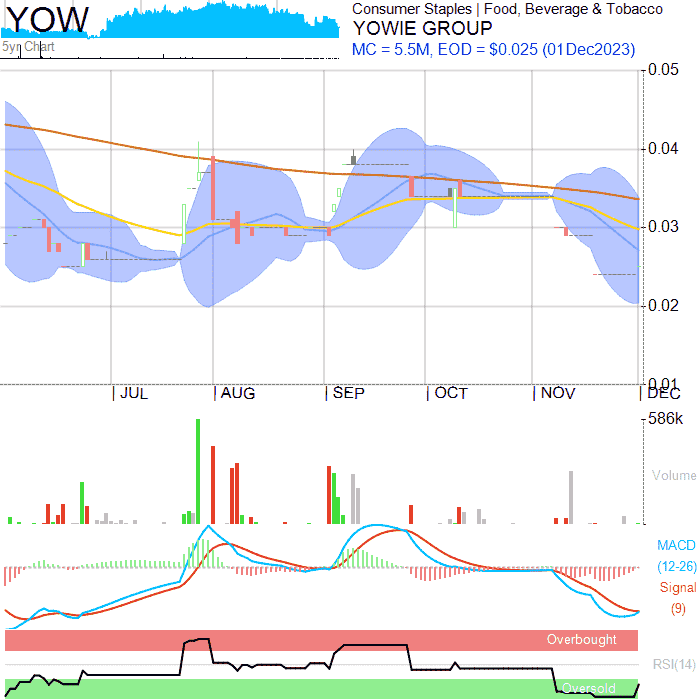 YOW
5yr Chart
Consumer Staples | Food, Beverage & Tobacco
YOWIE GROUP
MC = 5.5M, EOD = $0.025 (01Dec2023)
0.05
0.04
0.03
0.02
0.01
JUL AUG SEP OCT NOV DEC
586k
Volume
MACD
(12-26)
Signal
(9)
Overbought
RSI(14)
Oversold